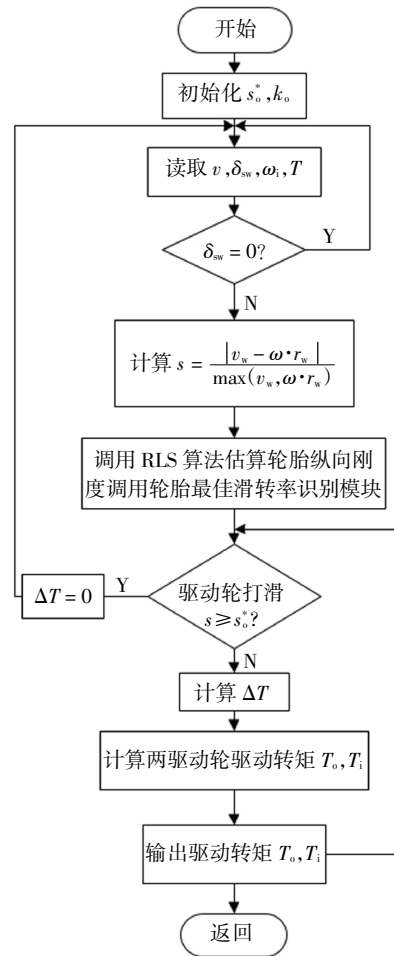 开始
初始化 s*ₒ,kₒ
读取 v,δsw,ωi,T
δsw = 0?
Y
N
计算 s = |vw − ω·rw| / max(vw,ω·rw)
调用 RLS 算法估算轮胎纵向刚
度调用轮胎最佳滑转率识别模块
ΔT = 0
Y
驱动轮打滑
s ≥ s*ₒ?
N
计算 ΔT
计算两驱动轮驱动转矩 Tₒ,Ti
输出驱动转矩 Tₒ,Ti
返回